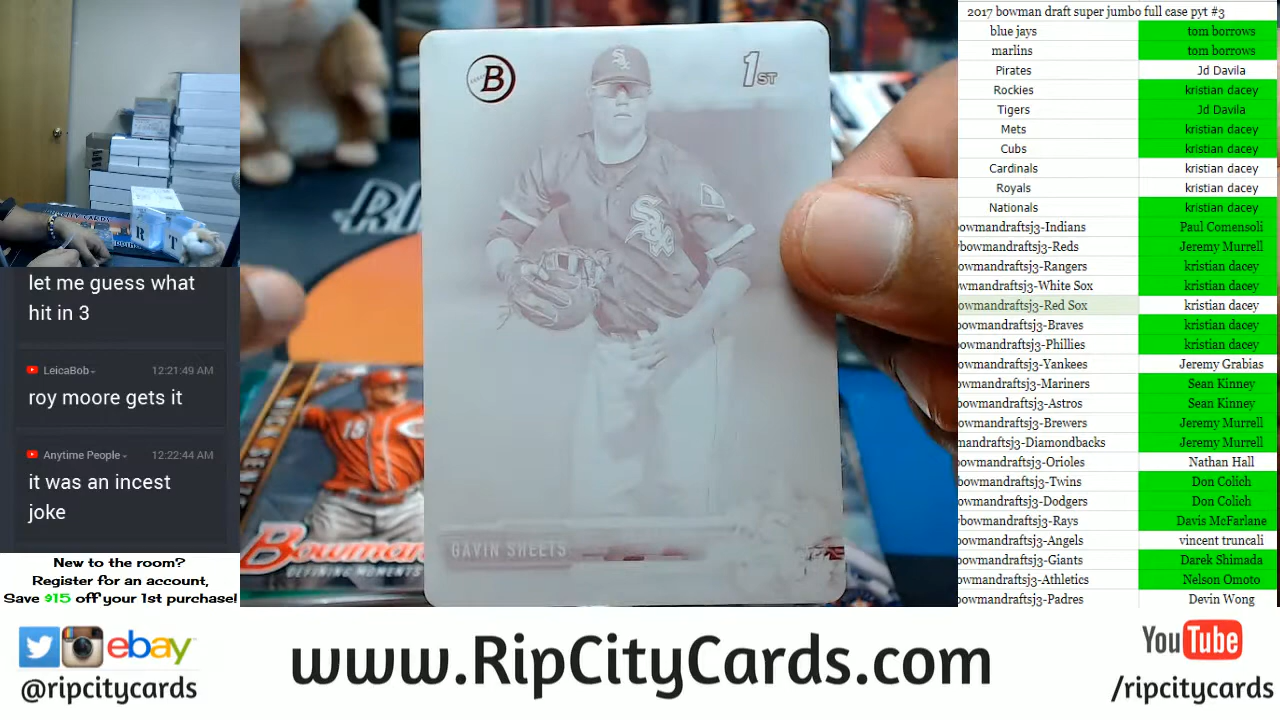 let me guess what
hit in 3
LeicaBob
12:21:49 AM
roy moore gets it
Anytime People
12:22:44 AM
it was an incest
joke
New to the room?
Register for an account,
Save $15 off your 1st purchase!
B
1ST
Sox
GAVIN SHEETS
19
Bowman
DEFINING MOMENTS
R
T
2017 bowman draft super jumbo full case pyt #3
blue jays tom borrows
marlins tom borrows
Pirates Jd Davila
Rockies kristian dacey
Tigers Jd Davila
Mets kristian dacey
Cubs kristian dacey
Cardinals kristian dacey
Royals kristian dacey
Nationals kristian dacey
bowmandraftsj3-Indians Paul Comensoli
bowmandraftsj3-Reds Jeremy Murrell
bowmandraftsj3-Rangers kristian dacey
bowmandraftsj3-White Sox kristian dacey
bowmandraftsj3-Red Sox kristian dacey
bowmandraftsj3-Braves kristian dacey
bowmandraftsj3-Phillies kristian dacey
bowmandraftsj3-Yankees Jeremy Grabias
bowmandraftsj3-Mariners Sean Kinney
bowmandraftsj3-Astros Sean Kinney
bowmandraftsj3-Brewers Jeremy Murrell
mandraftsj3-Diamondbacks Jeremy Murrell
bowmandraftsj3-Orioles Nathan Hall
bowmandraftsj3-Twins Don Colich
bowmandraftsj3-Dodgers Don Colich
bowmandraftsj3-Rays Davis McFarlane
bowmandraftsj3-Angels vincent truncali
bowmandraftsj3-Giants Darek Shimada
bowmandraftsj3-Athletics Nelson Omoto
bowmandraftsj3-Padres Devin Wong
ebay
@ripcitycards
www.RipCityCards.com
YouTube
/ripcitycards